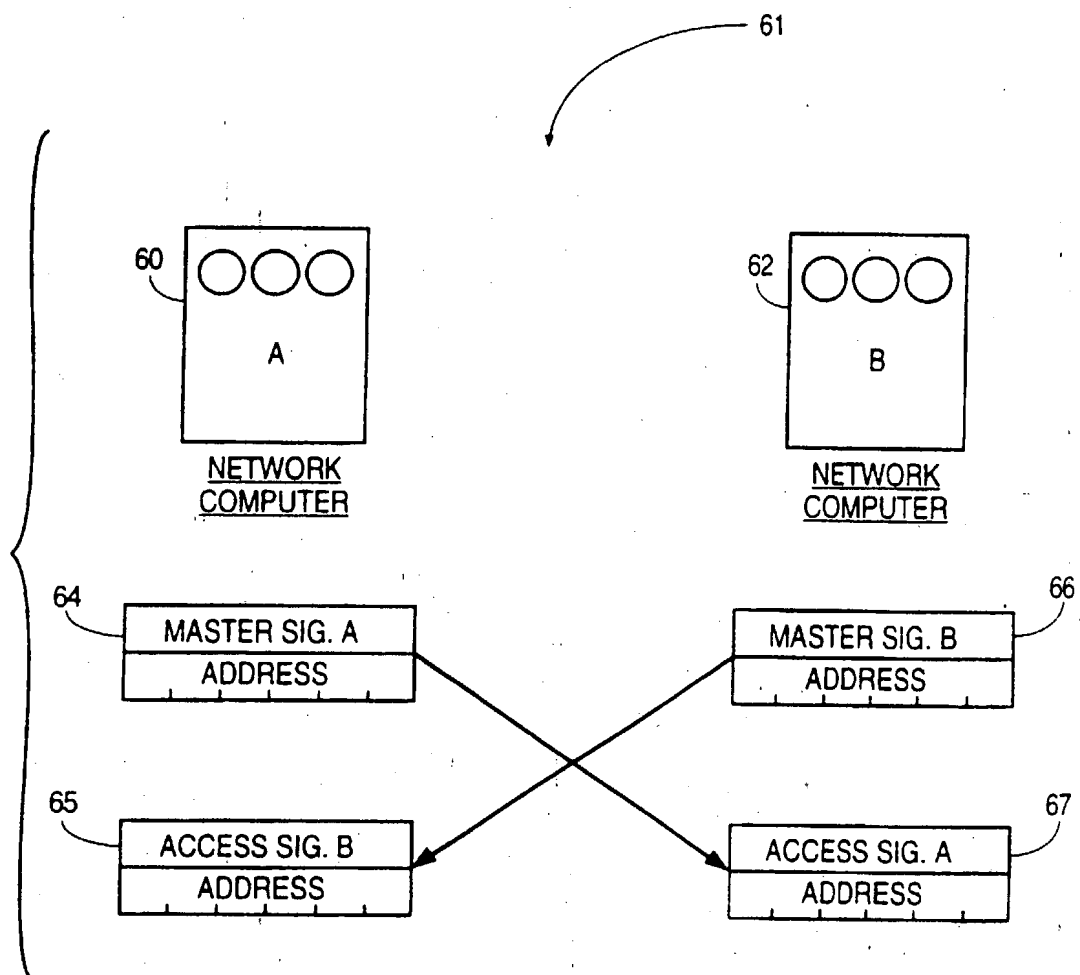 61
60
A
NETWORK
COMPUTER
62
B
NETWORK
COMPUTER
64
MASTER SIG. A
ADDRESS
66
MASTER SIG. B
ADDRESS
65
ACCESS SIG. B
ADDRESS
67
ACCESS SIG. A
ADDRESS